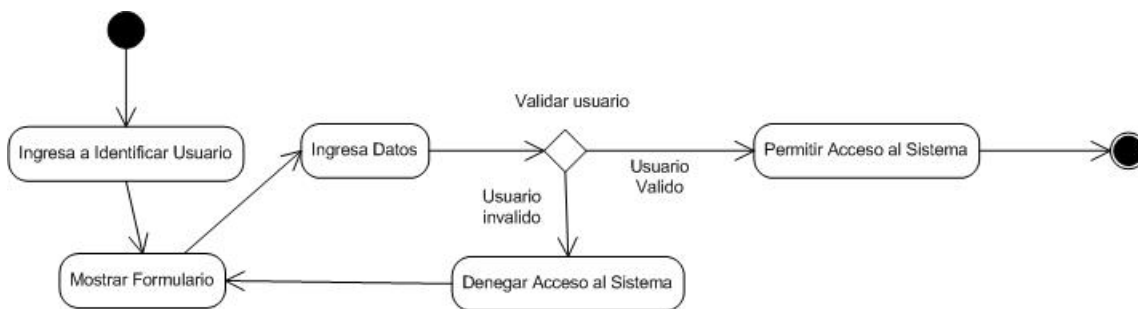 Validar usuario
Ingresa a Identificar Usuario
Ingresa Datos
Permitir Acceso al Sistema
Usuario
Valido
Usuario
invalido
Mostrar Formulario
Denegar Acceso al Sistema